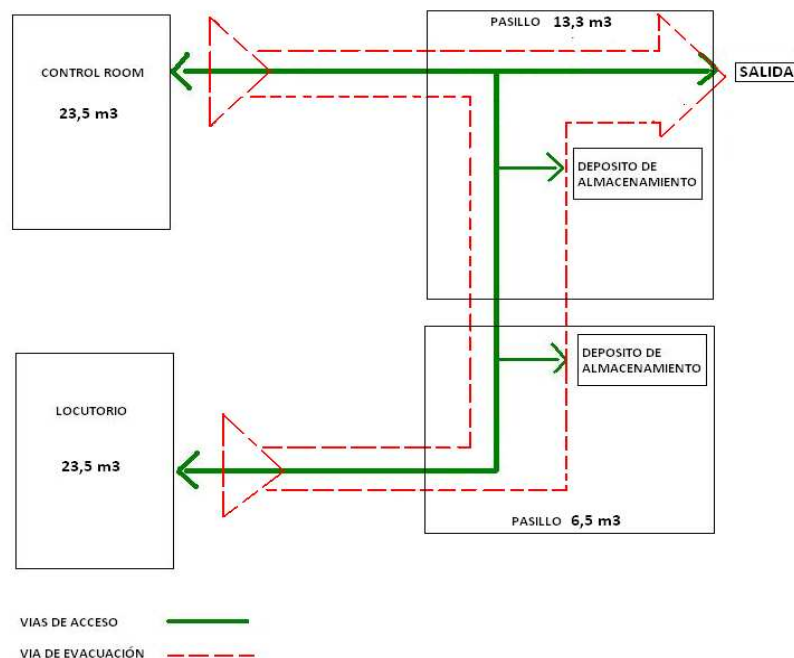 PASILLO 13,3 m3
CONTROL ROOM
23,5 m3
SALIDA
DEPOSITO DE
ALMACENAMIENTO
DEPOSITO DE
ALMACENAMIENTO
LOCUTORIO
23,5 m3
PASILLO 6,5 m3
VIAS DE ACCESO
VIA DE EVACUACIÓN